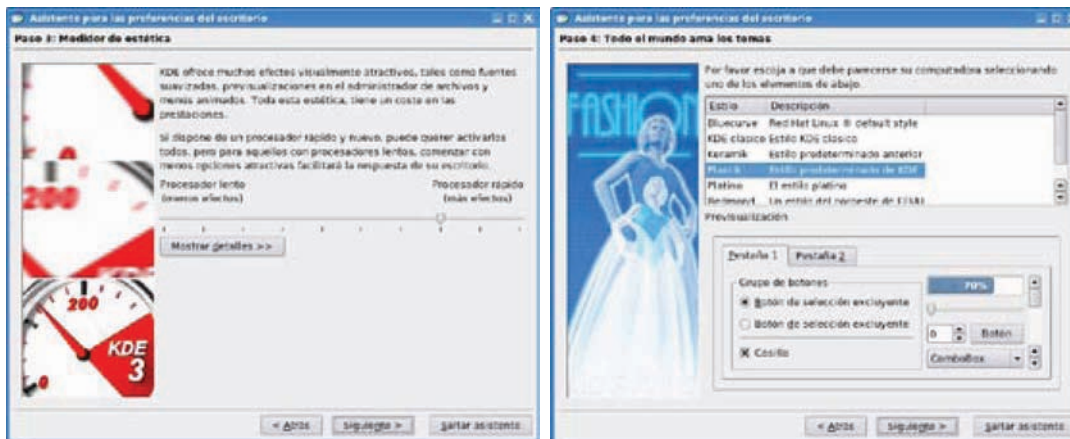 Asistente para las preferencias del escritorio
Paso 3: Medidor de estética
KDE ofrece muchos efectos visualmente atractivos, tales como fuentes
suavizadas, previsualizaciones en el administrador de archivos y
menús animados. Toda esta estética, tiene un coste en las
prestaciones.
Si dispone de un procesador rápido y nuevo, puede querer activarlos
todos, pero para aquellos con procesadores lentos, comenzar con
menos opciones atractivas facilitará la respuesta de su escritorio.
Procesador lento
(menos efectos)
Procesador rápido
(más efectos)
Mostrar detalles >>
200
200
KDE
3
0
< Atrás
Siguiente >
Saltar asistente
Asistente para las preferencias del escritorio
Paso 4: Todo el mundo ama los temas
FASHION
Por favor escoja a que debe parecerse su computadora seleccionando
uno de los elementos de abajo.
Estilo Descripción
Bluecurve Red Hat Linux ® default style
KDE clásico Estilo KDE clásico
Keramik Estilo predeterminado anterior
Plastik Estilo predeterminado de KDE
Platino El estilo platino
Redmond Un estilo del noroeste de
Previsualización
Pestaña 1
Pestaña 2
Grupo de botones
Botón de selección excluyente
Botón de selección excluyente
Casilla
70%
0
Botón
ComboBox
< Atrás
Siguiente >
Saltar asistente